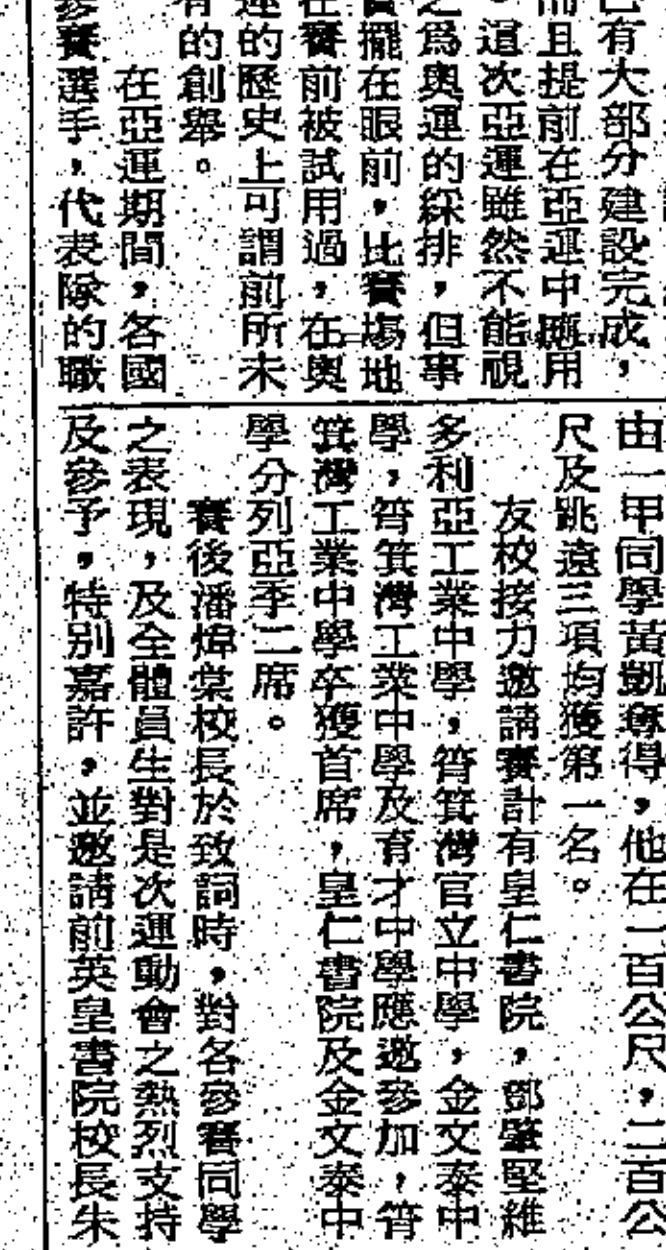 已有大部分建設完成，
而且提前在亞運中應用
。這次亞運雖然不能視
之爲奧運的綵排，但事
實擺在眼前，比賽場地
在賽前被試用過，在奧
運的歷史上可謂前所未
有的創舉。
在亞運期間，各國
參賽選手，代表隊的職
由一甲同學黃凱奪得，他在一百公尺，二百公
尺及跳遠三項均獲第一名。
友校接力邀請賽計有皇仁書院，鄧肇堅維
多利亞工業中學，筲箕灣官立中學，金文泰中
學，筲箕灣工業中學及育才中學應邀參加，筲
箕灣工業中學卒獲首席，皇仁書院及金文泰中
學分列亞季二席。
賽後潘煒棠校長於致詞時，對各參賽同學
之表現，及全體員生對是次運動會之熱烈支持
及參予，特別嘉許，並邀請前英皇書院校長朱